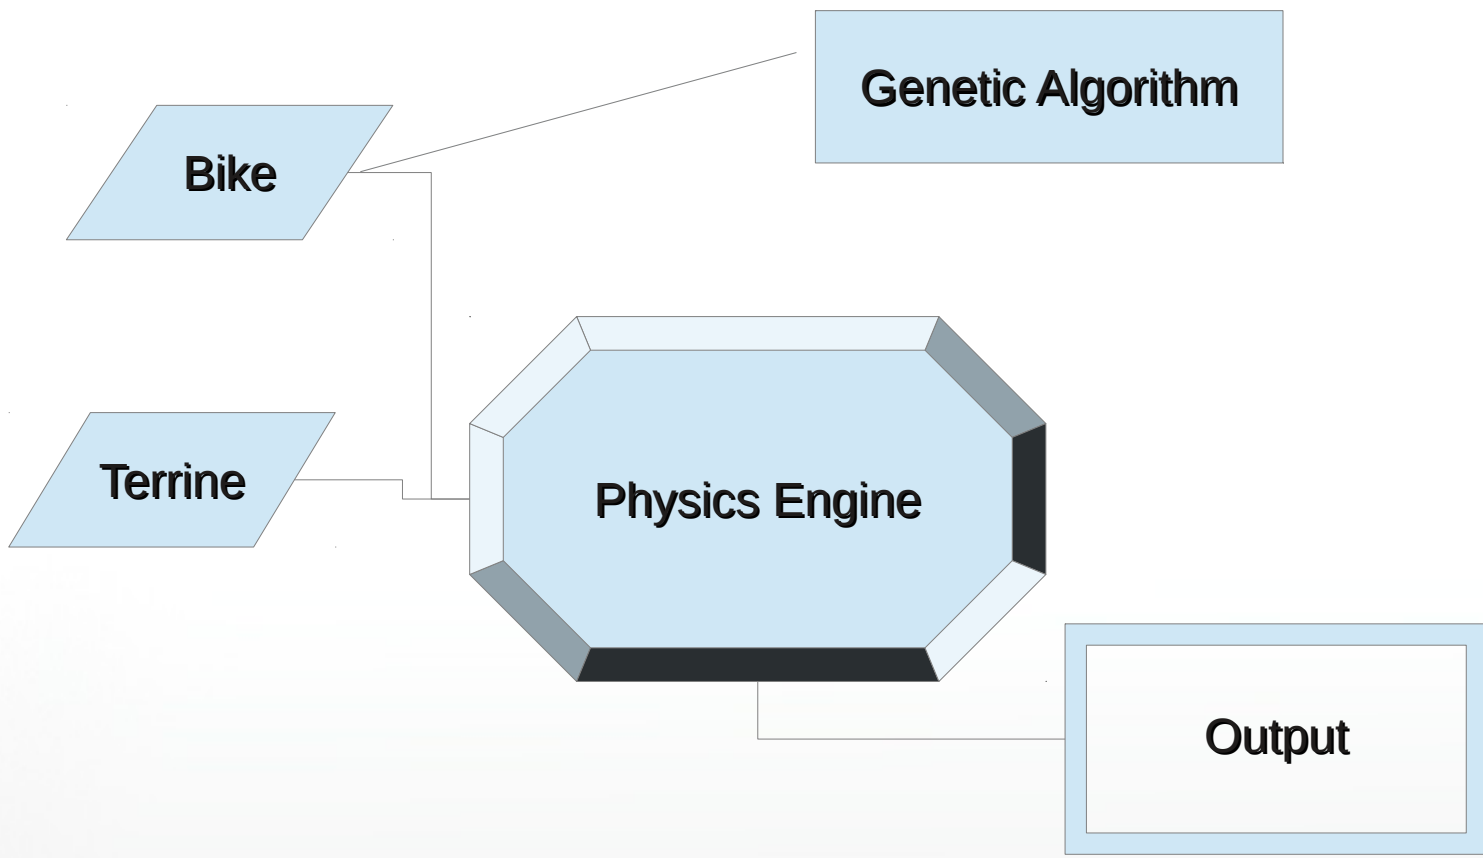 Genetic Algorithm
Bike
Terrine
Physics Engine
Output